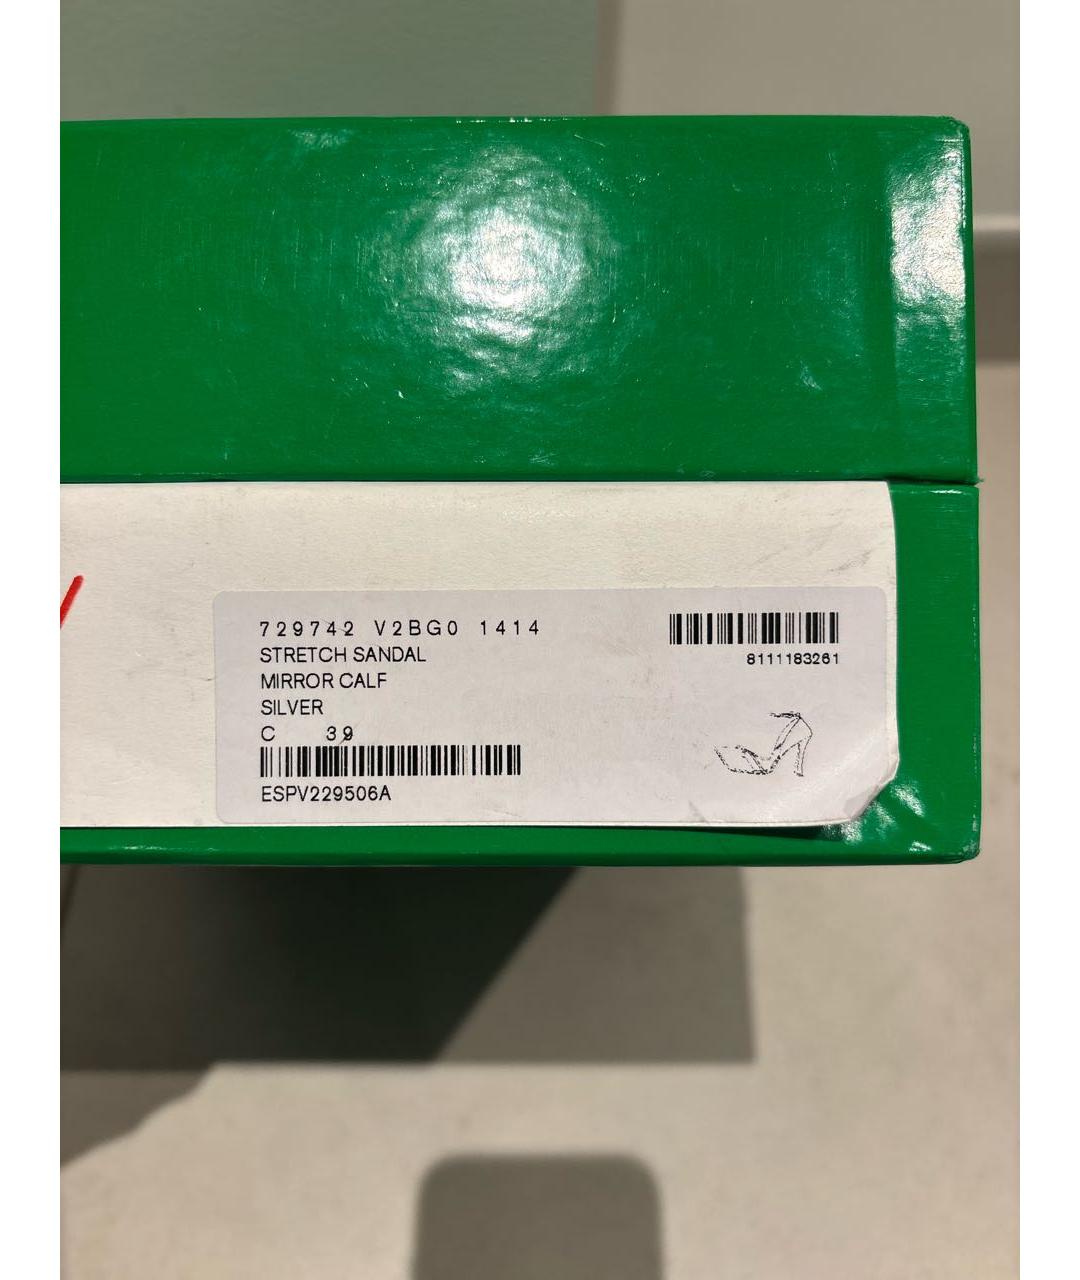 729742 V2BG0 1414
STRETCH SANDAL
MIRROR CALF
SILVER
C 39
ESPV229506A
8111183261